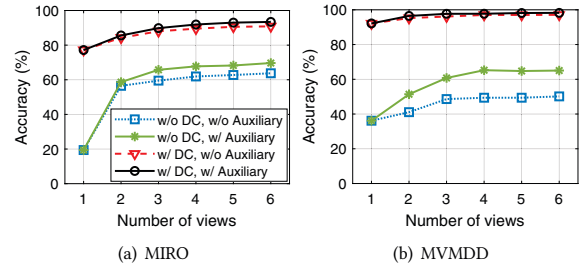 100
80
60
40
20
0
Accuracy (%)
w/o DC, w/o Auxiliary
w/o DC, w/ Auxiliary
w/ DC, w/o Auxiliary
w/ DC, w/ Auxiliary
1 2 3 4 5 6
Number of views
(a) MIRO
100
80
60
40
20
0
Accuracy (%)
1 2 3 4 5 6
Number of views
(b) MVMDD